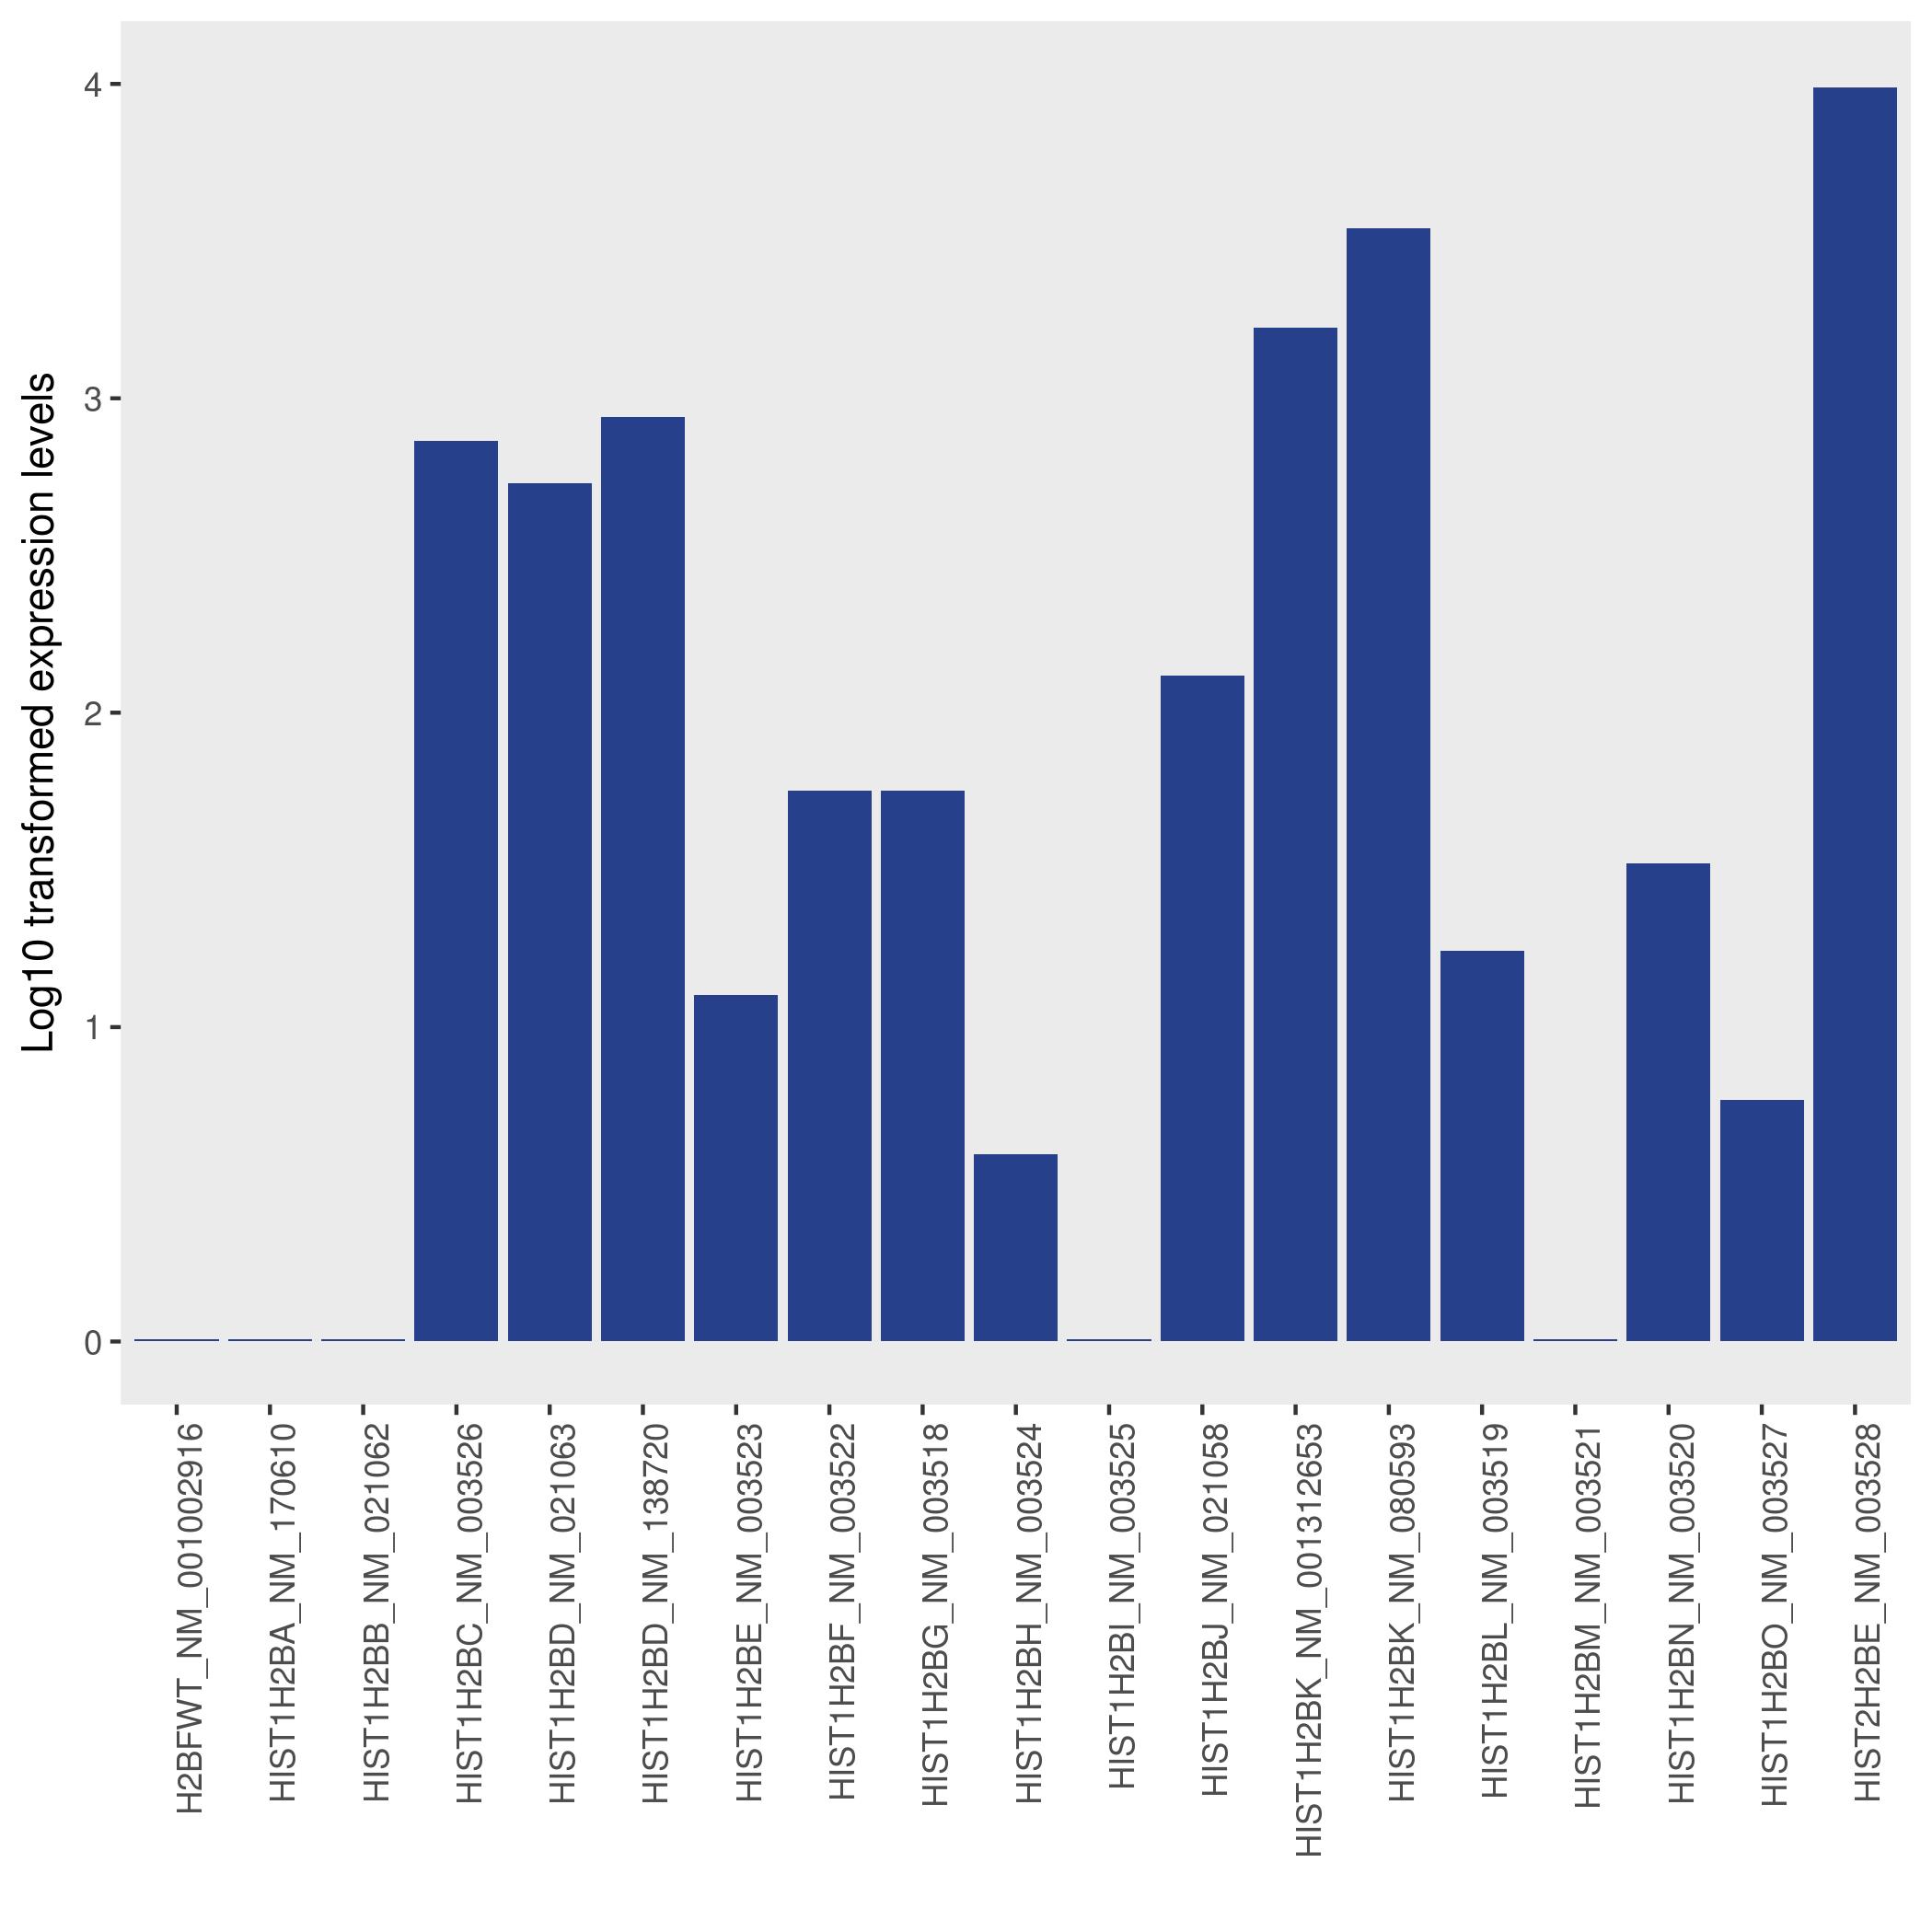 Log10 transformed expression levels
4
3
2
1
0
H2BFWT_NM_001002916
HIST1H2BA_NM_170610
HIST1H2BB_NM_021062
HIST1H2BC_NM_003526
HIST1H2BD_NM_021063
HIST1H2BD_NM_138720
HIST1H2BE_NM_003523
HIST1H2BF_NM_003522
HIST1H2BG_NM_003518
HIST1H2BH_NM_003524
HIST1H2BI_NM_003525
HIST1H2BJ_NM_021058
HIST1H2BK_NM_001312653
HIST1H2BK_NM_080593
HIST1H2BL_NM_003519
HIST1H2BM_NM_003521
HIST1H2BN_NM_003520
HIST1H2BO_NM_003527
HIST2H2BE_NM_003528